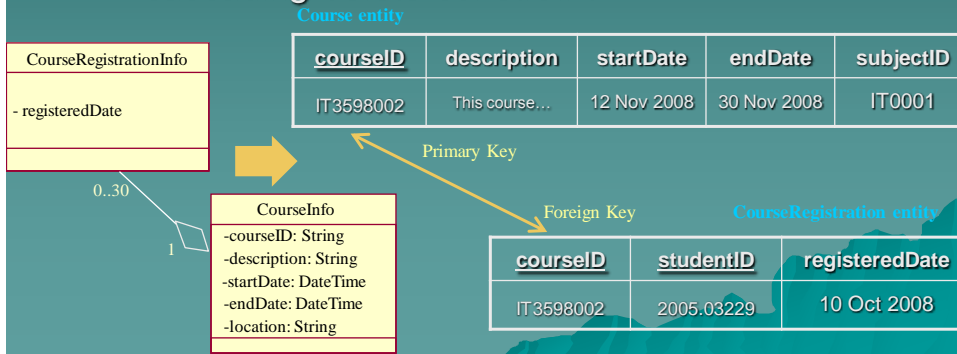 Course entity
CourseRegistrationInfo
- registeredDate
0..30
1
CourseInfo
-courseID: String
-description: String
-startDate: DateTime
-endDate: DateTime
-location: String
courseID description startDate endDate subjectID
IT3598002 This course... 12 Nov 2008 30 Nov 2008 IT0001
Primary Key
Foreign Key
CourseRegistration entity
courseID studentID registeredDate
IT3598002 2005.03229 10 Oct 2008